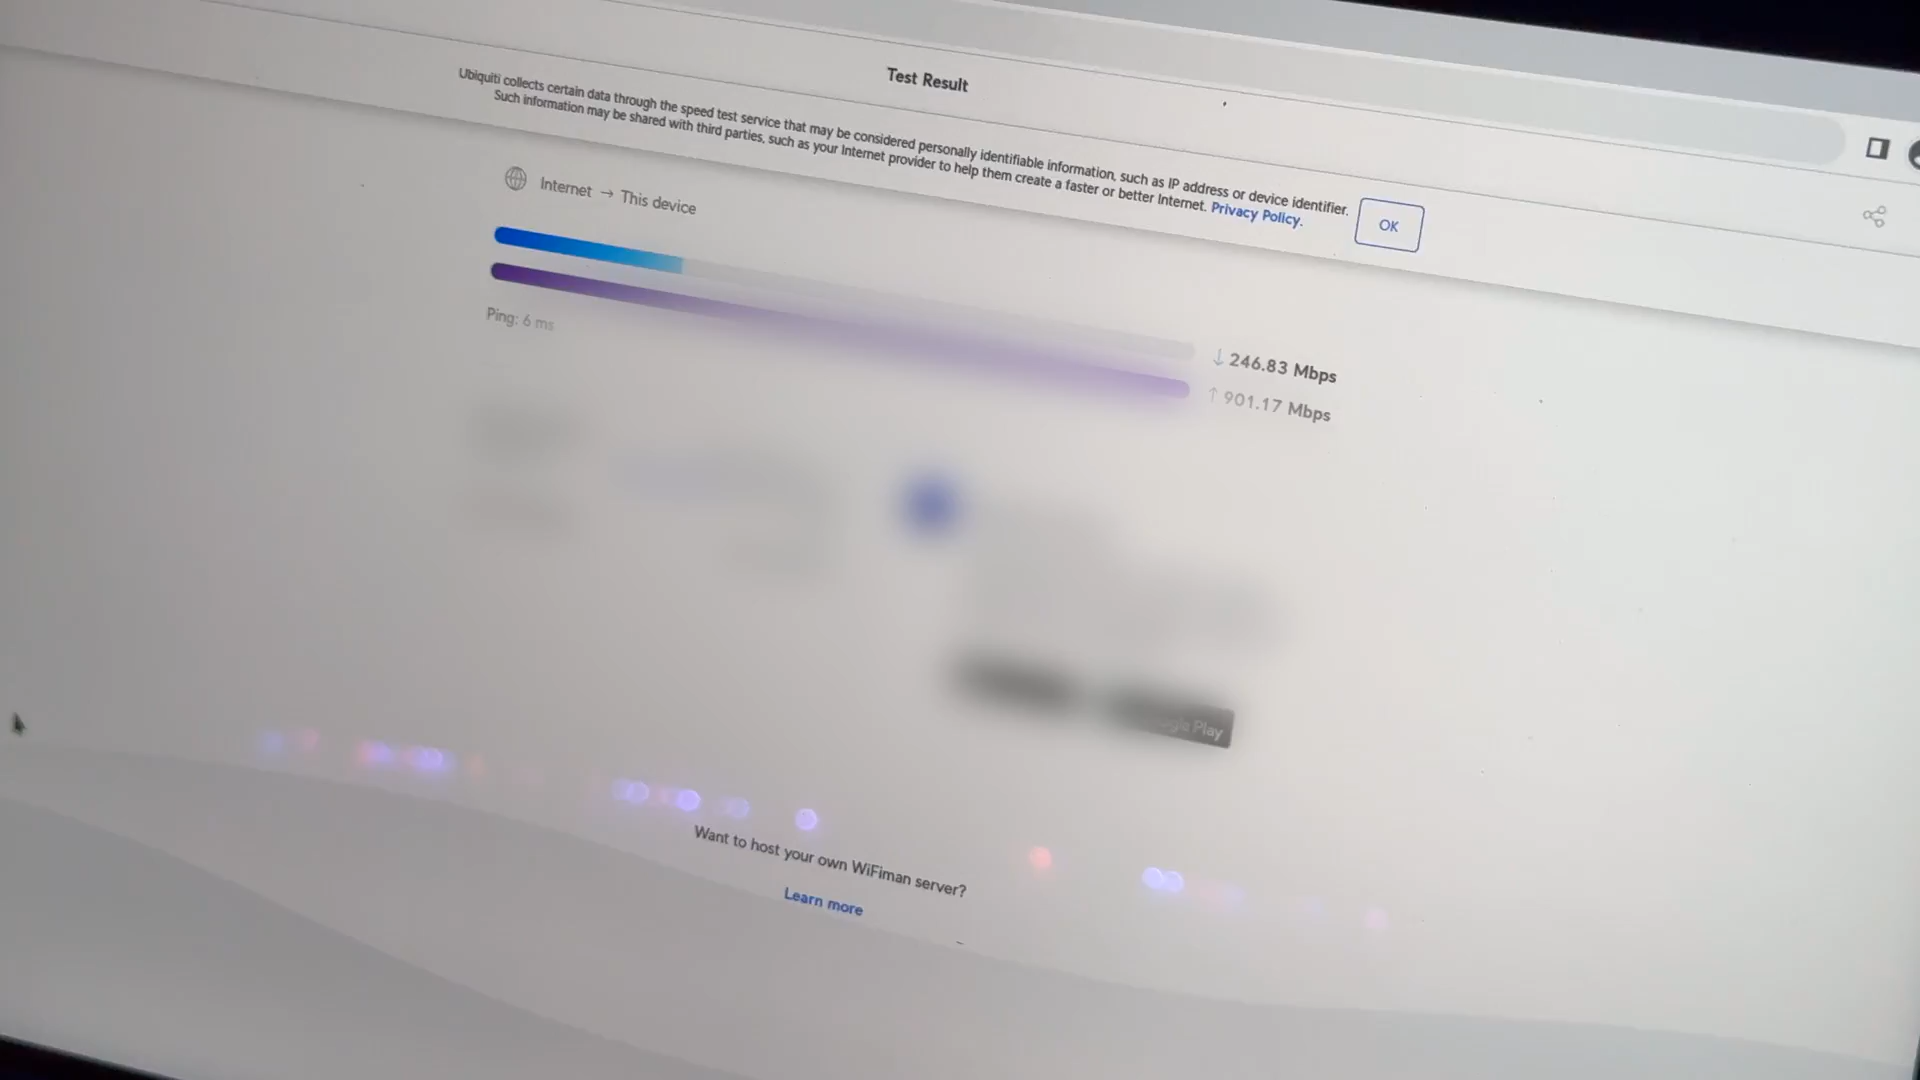 Test Result
Ubiquiti collects certain data through the speed test service that may be considered personally identifiable information, such as IP address or device identifier.
Such information may be shared with third parties, such as your Internet provider to help them create a faster or better Internet. Privacy Policy.
OK
Internet → This device
↓ 246.83 Mbps
↑ 901.17 Mbps
Ping: 6 ms
Play
Want to host your own WiFiman server?
Learn more